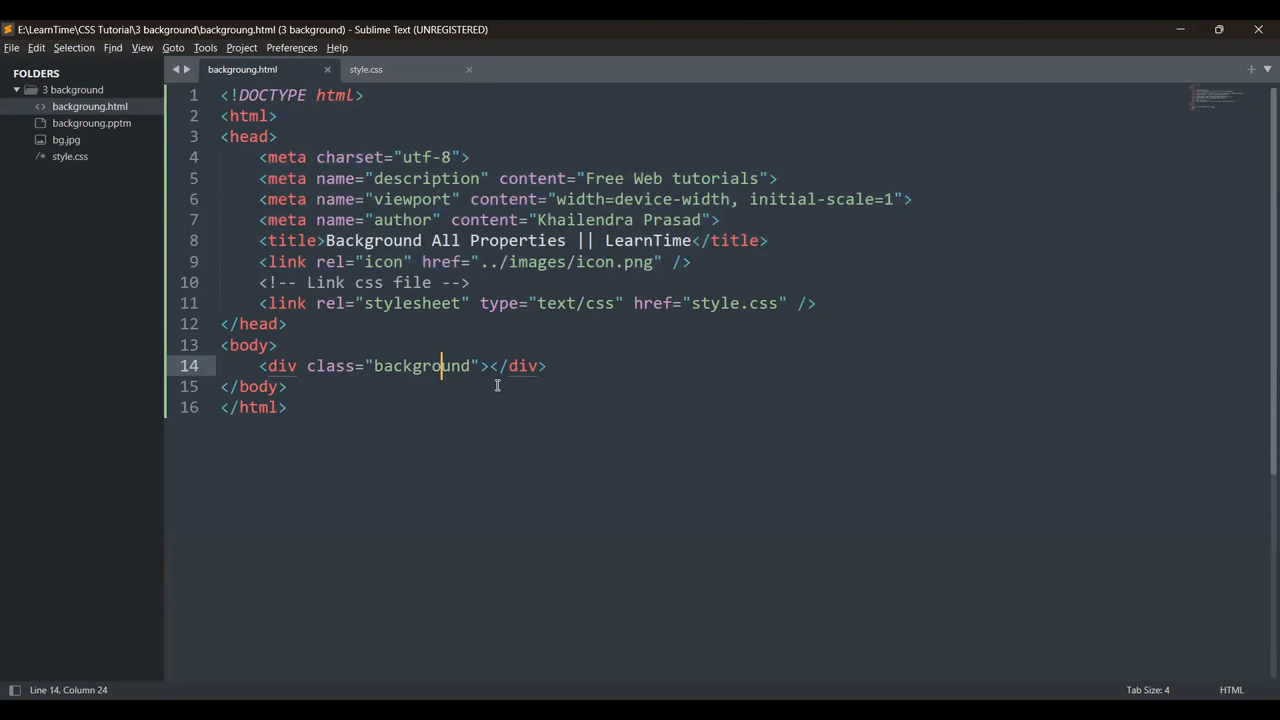 E:\LearnTime\CSS Tutorial\3 background\backgroung.html (3 background) - Sublime Text (UNREGISTERED)
File Edit Selection Find View Goto Tools Project Preferences Help
FOLDERS
3 background
backgroung.html
backgroung.pptm
bg.jpg
style.css
backgroung.html style.css
1 <!DOCTYPE html>
2 <html>
3 <head>
4 <meta charset="utf-8">
5 <meta name="description" content="Free Web tutorials">
6 <meta name="viewport" content="width=device-width, initial-scale=1">
7 <meta name="author" content="Khailendra Prasad">
8 <title>Background All Properties || LearnTime</title>
9 <link rel="icon" href="../images/icon.png" />
10 <!-- Link css file -->
11 <link rel="stylesheet" type="text/css" href="style.css" />
12 </head>
13 <body>
14 <div class="background"></div>
15 </body>
16 </html>
Line 14, Column 24 Tab Size: 4 HTML